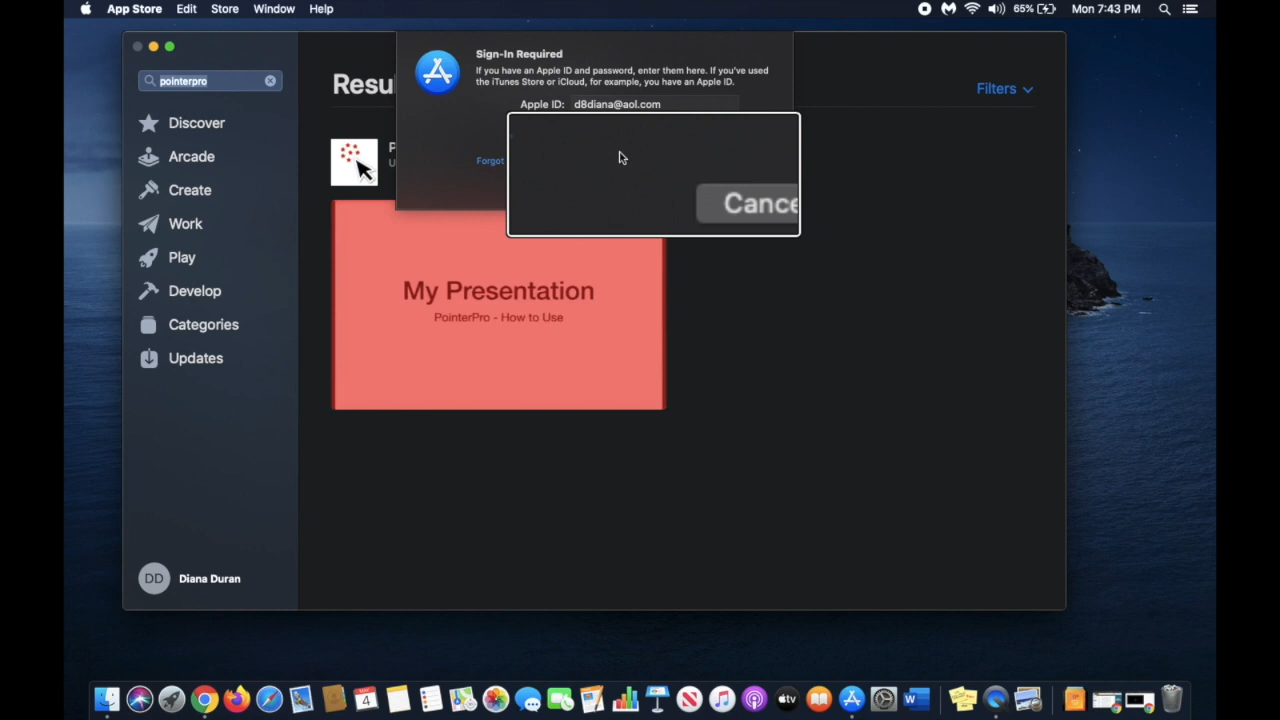 App Store Edit Store Window Help
65% Mon 7:43 PM
pointerpro
Discover
Arcade
Create
Work
Play
Develop
Categories
Updates
DD Diana Duran
Resul
Filters
Sign-In Required
If you have an Apple ID and password, enter them here. If you've used
the iTunes Store or iCloud, for example, you have an Apple ID.
Apple ID: d8diana@aol.com
Forgot
Cance
P
U
My Presentation
PointerPro - How to Use
4
tv
W